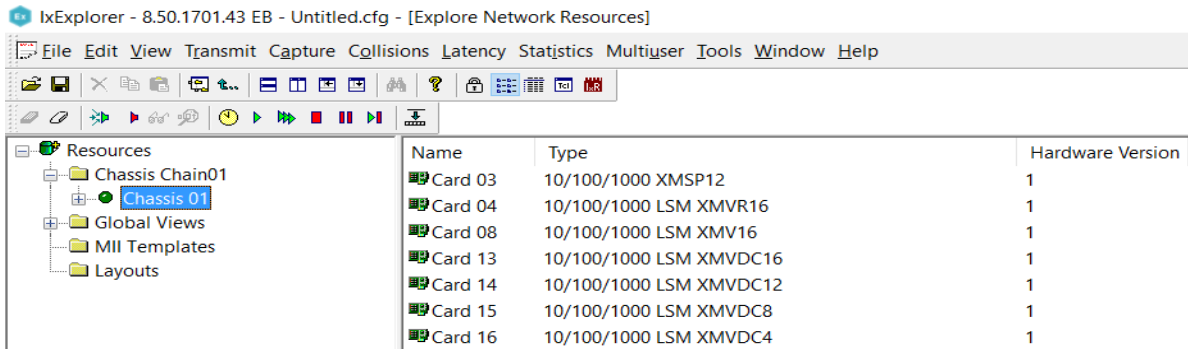 IxExplorer - 8.50.1701.43 EB - Untitled.cfg - [Explore Network Resources]
File Edit View Transmit Capture Collisions Latency Statistics Multiuser Tools Window Help
Tcl IxR
Resources
Chassis Chain01
Chassis 01
Global Views
MII Templates
Layouts
Name Type Hardware Version
Card 03 10/100/1000 XMSP12 1
Card 04 10/100/1000 LSM XMVR16 1
Card 08 10/100/1000 LSM XMV16 1
Card 13 10/100/1000 LSM XMVDC16 1
Card 14 10/100/1000 LSM XMVDC12 1
Card 15 10/100/1000 LSM XMVDC8 1
Card 16 10/100/1000 LSM XMVDC4 1